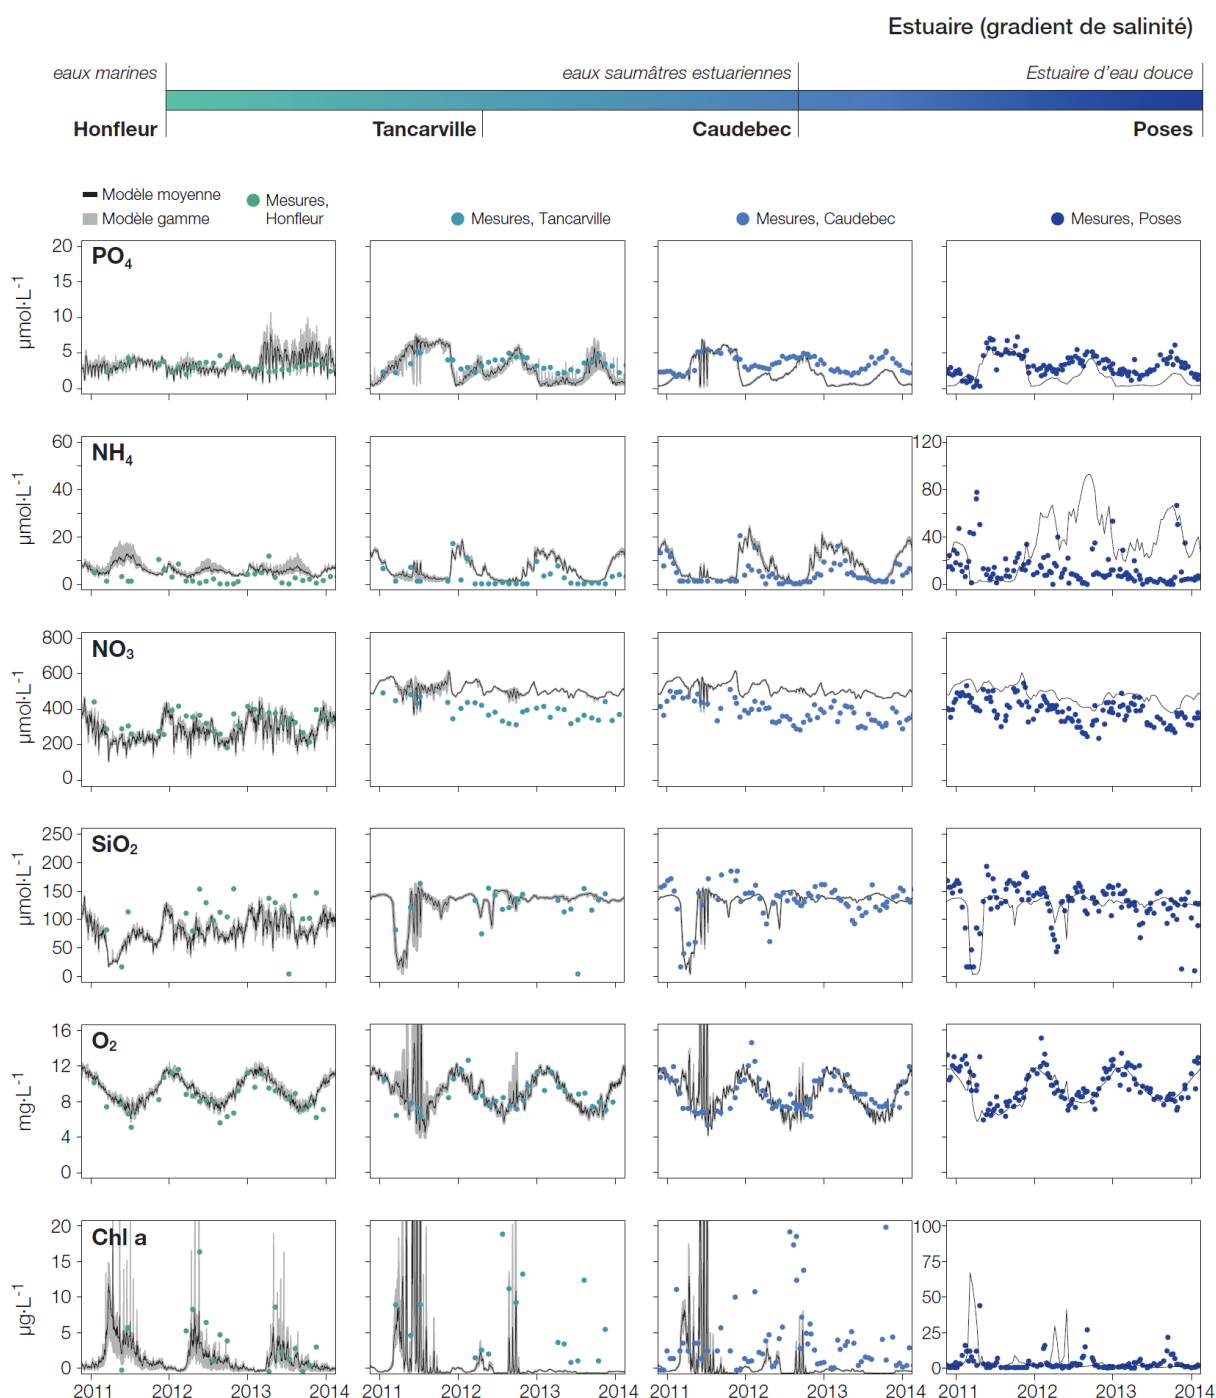 Estuaire (gradient de salinité)
eaux marines
eaux saumâtres estuariennes
Estuaire d'eau douce
Honfleur
Tancarville
Caudebec
Poses
Modèle moyenne
Modèle gamme
Mesures,
Honfleur
Mesures, Tancarville
Mesures, Caudebec
Mesures, Poses
PO₄
µmol·L⁻¹
20
15
10
5
0
NH₄
µmol·L⁻¹
60
40
20
0
120
80
40
0
NO₃
µmol·L⁻¹
800
600
400
200
0
SiO₂
µmol·L⁻¹
250
200
150
100
50
0
O₂
mg·L⁻¹
16
12
8
4
0
Chl a
µg·L⁻¹
20
15
10
5
0
100
75
50
25
0
2011 2012 2013 2014
2011 2012 2013 2014
2011 2012 2013 2014
2011 2012 2013 2014